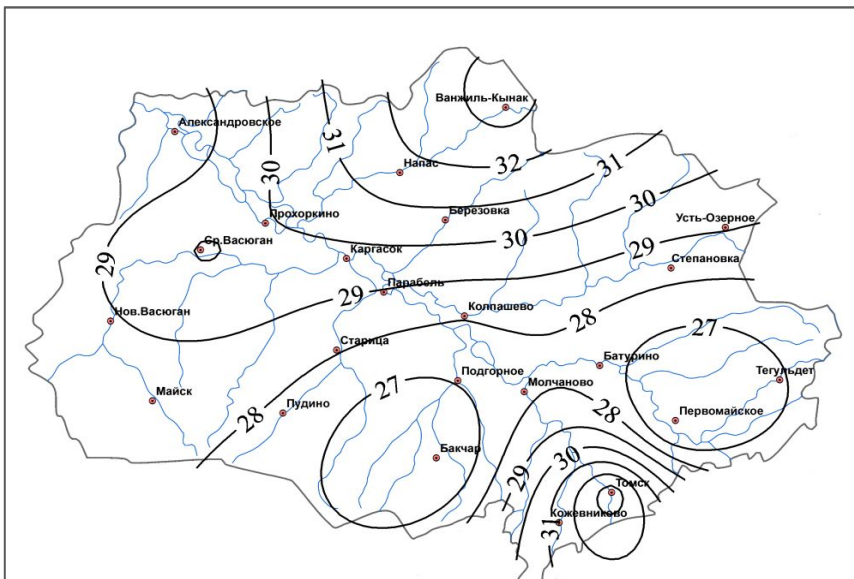 Ванжиль-Кынак
Александровское
31
32
31
Напас
30
30
Прохоркино
Березовка
Усть-Озерное
30
29
Ср.Васюган
Каргасок
Степановка
29
29
Парабель
Нов.Васюган
Колпашево
28
27
Старица
Батурино
Тегульдет
27
Подгорное
Молчаново
Майск
28
Пудино
28
Первомайское
Бакчар
30
29
Томск
Кожевниково
31